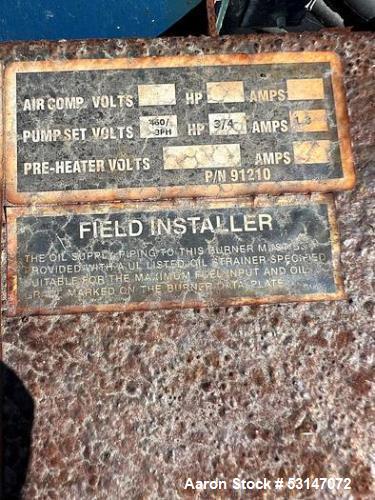 AIR COMP. VOLTS HP AMPS
PUMP SET VOLTS 460/3PH HP 3/4 AMPS 1.3
PRE-HEATER VOLTS AMPS
P/N 91210
FIELD INSTALLER
THE OIL SUPPLY PIPING TO THIS BURNER MUST BE
PROVIDED WITH A UL LISTED OIL STRAINER SPECIFIED
SUITABLE FOR THE MAXIMUM FUEL INPUT AND OIL
GRADE MARKED ON THE BURNER DATA PLATE
Aaron Stock # 53147072